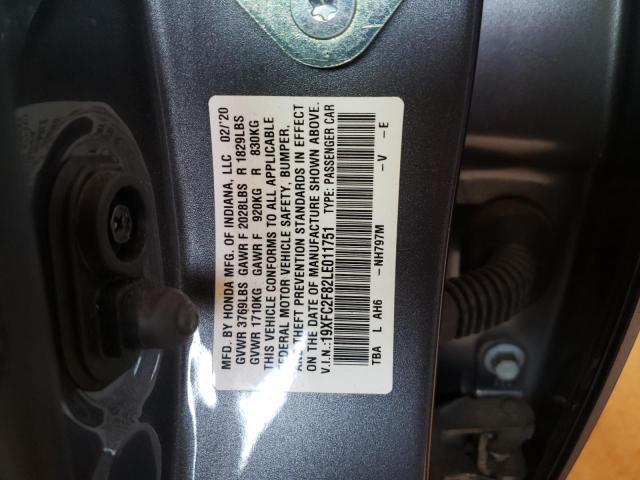 MFD. BY HONDA MFG. OF INDIANA, LLC 02/'20
GVWR 3769LBS GAWR F 2028LBS R 1829LBS
GVWR 1710KG GAWR F 920KG R 830KG
THIS VEHICLE CONFORMS TO ALL APPLICABLE
FEDERAL MOTOR VEHICLE SAFETY, BUMPER,
AND THEFT PREVENTION STANDARDS IN EFFECT
ON THE DATE OF MANUFACTURE SHOWN ABOVE.
V.I.N.:19XFC2F82LE011751 TYPE: PASSENGER CAR
TBA L AH6 -NH797M -V -E